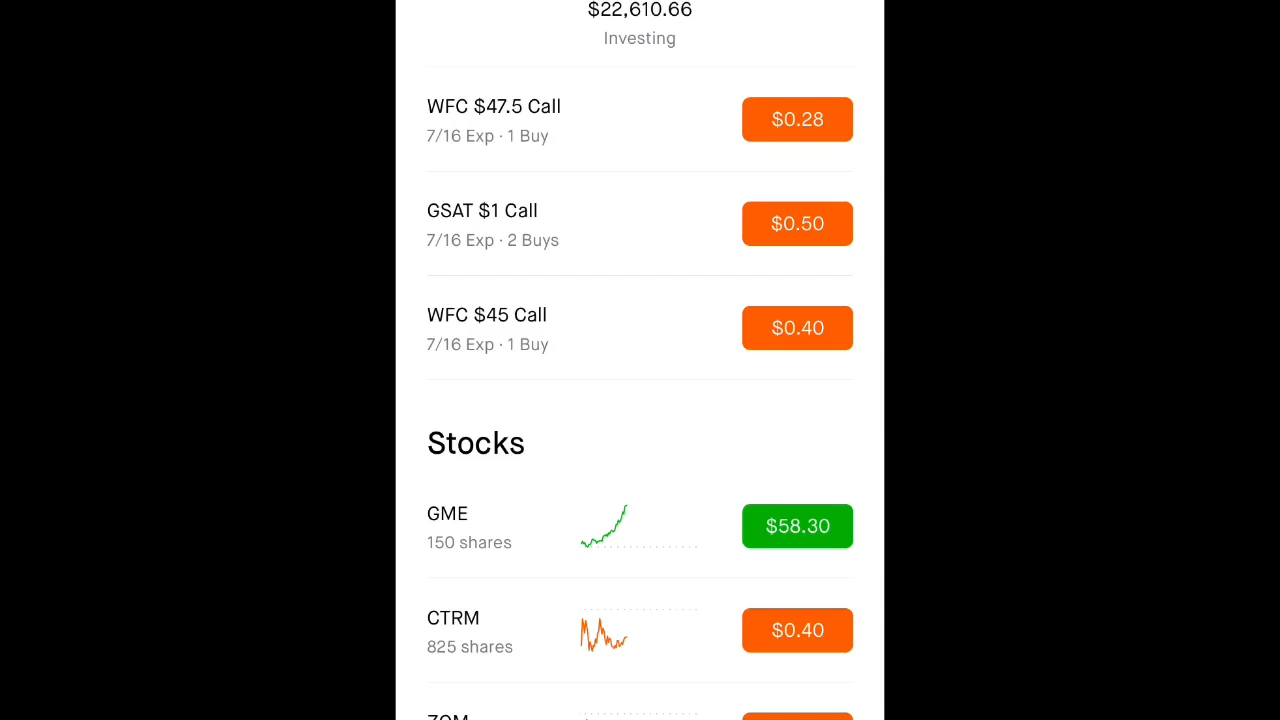 $22,610.66
Investing
WFC $47.5 Call
7/16 Exp · 1 Buy
$0.28
GSAT $1 Call
7/16 Exp · 2 Buys
$0.50
WFC $45 Call
7/16 Exp · 1 Buy
$0.40
Stocks
GME
150 shares
$58.30
CTRM
825 shares
$0.40